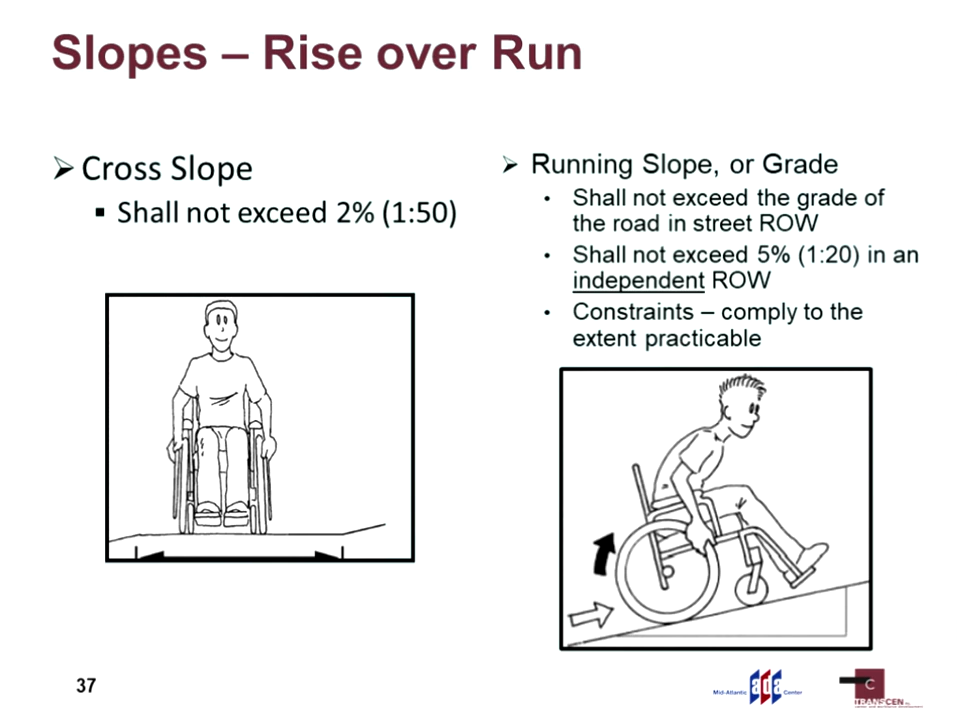 Slopes – Rise over Run
➢ Cross Slope
▪ Shall not exceed 2% (1:50)
➢ Running Slope, or Grade
• Shall not exceed the grade of
the road in street ROW
• Shall not exceed 5% (1:20) in an
independent ROW
• Constraints – comply to the
extent practicable
37
Mid-Atlantic ada Center
C
TRANSCEN